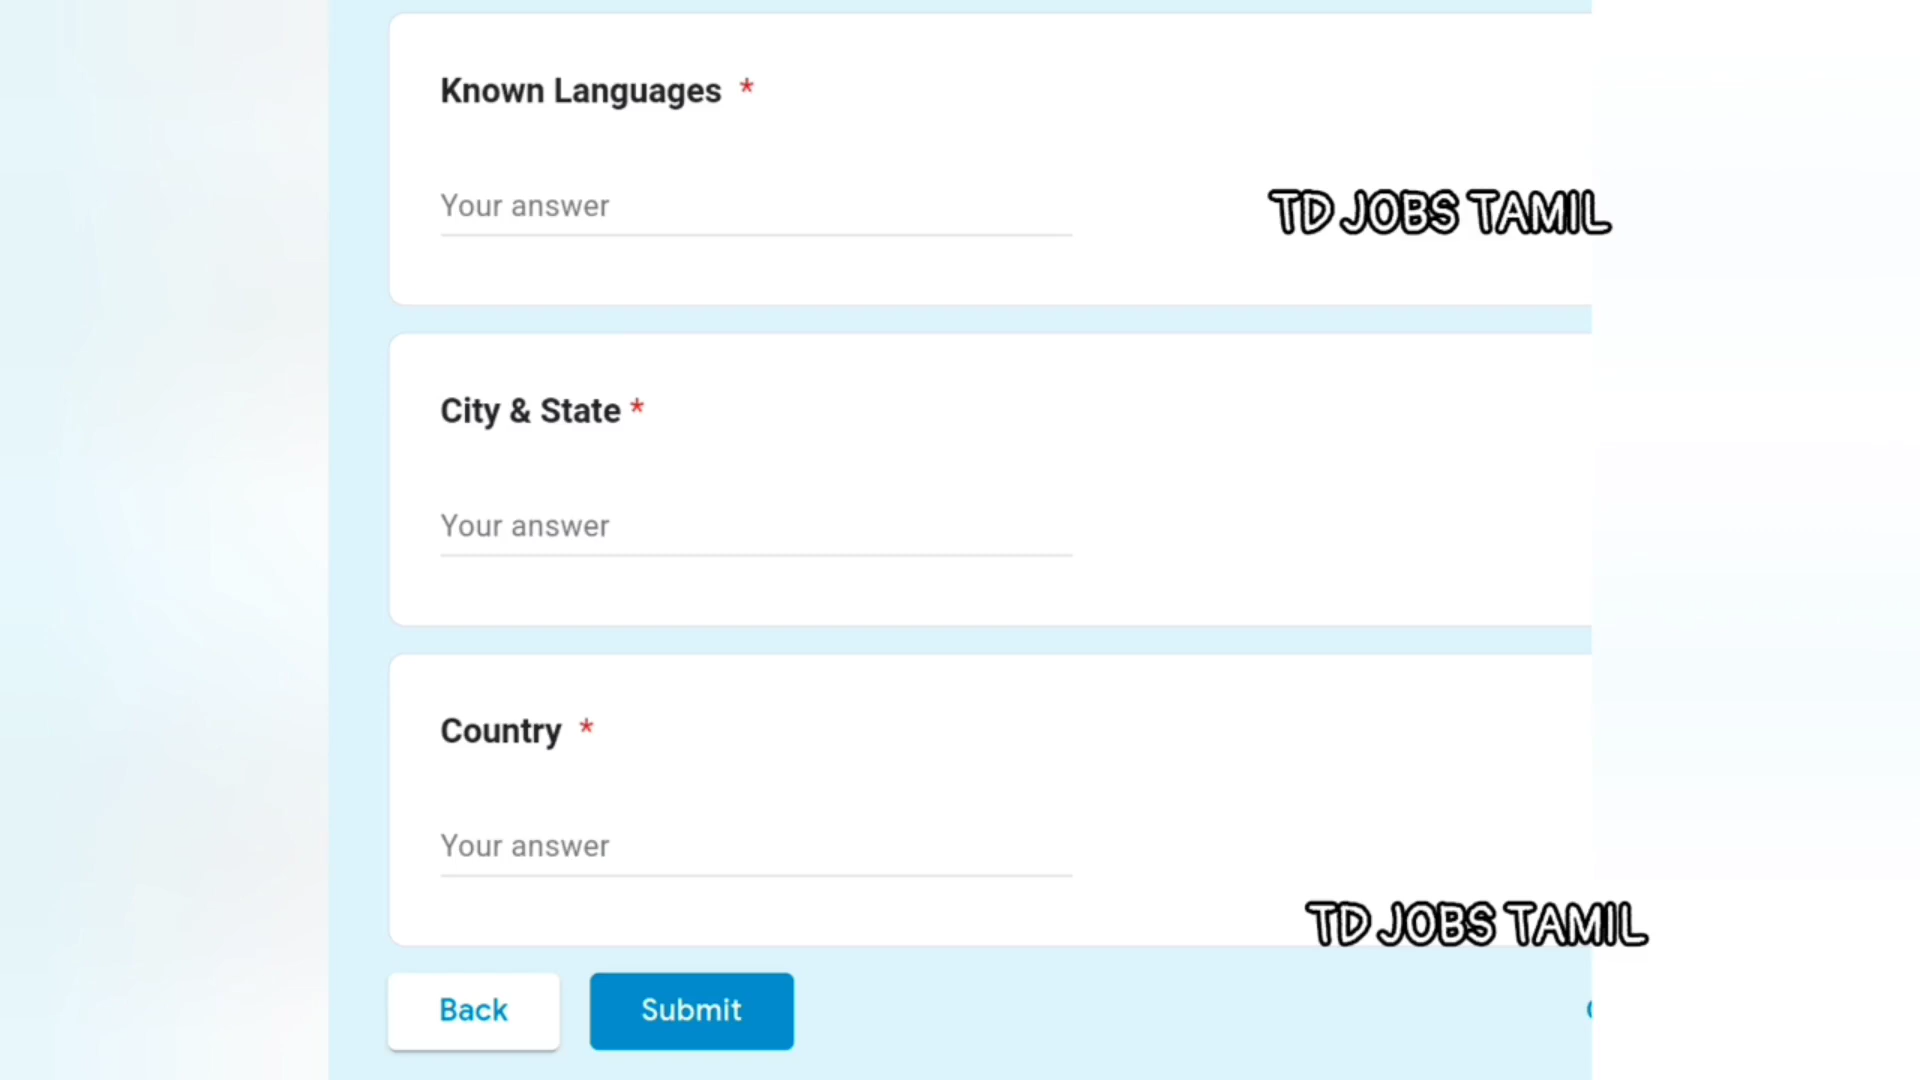 Known Languages *
Your answer
TD JOBS TAMIL
City & State *
Your answer
Country *
Your answer
TD JOBS TAMIL
Back
Submit